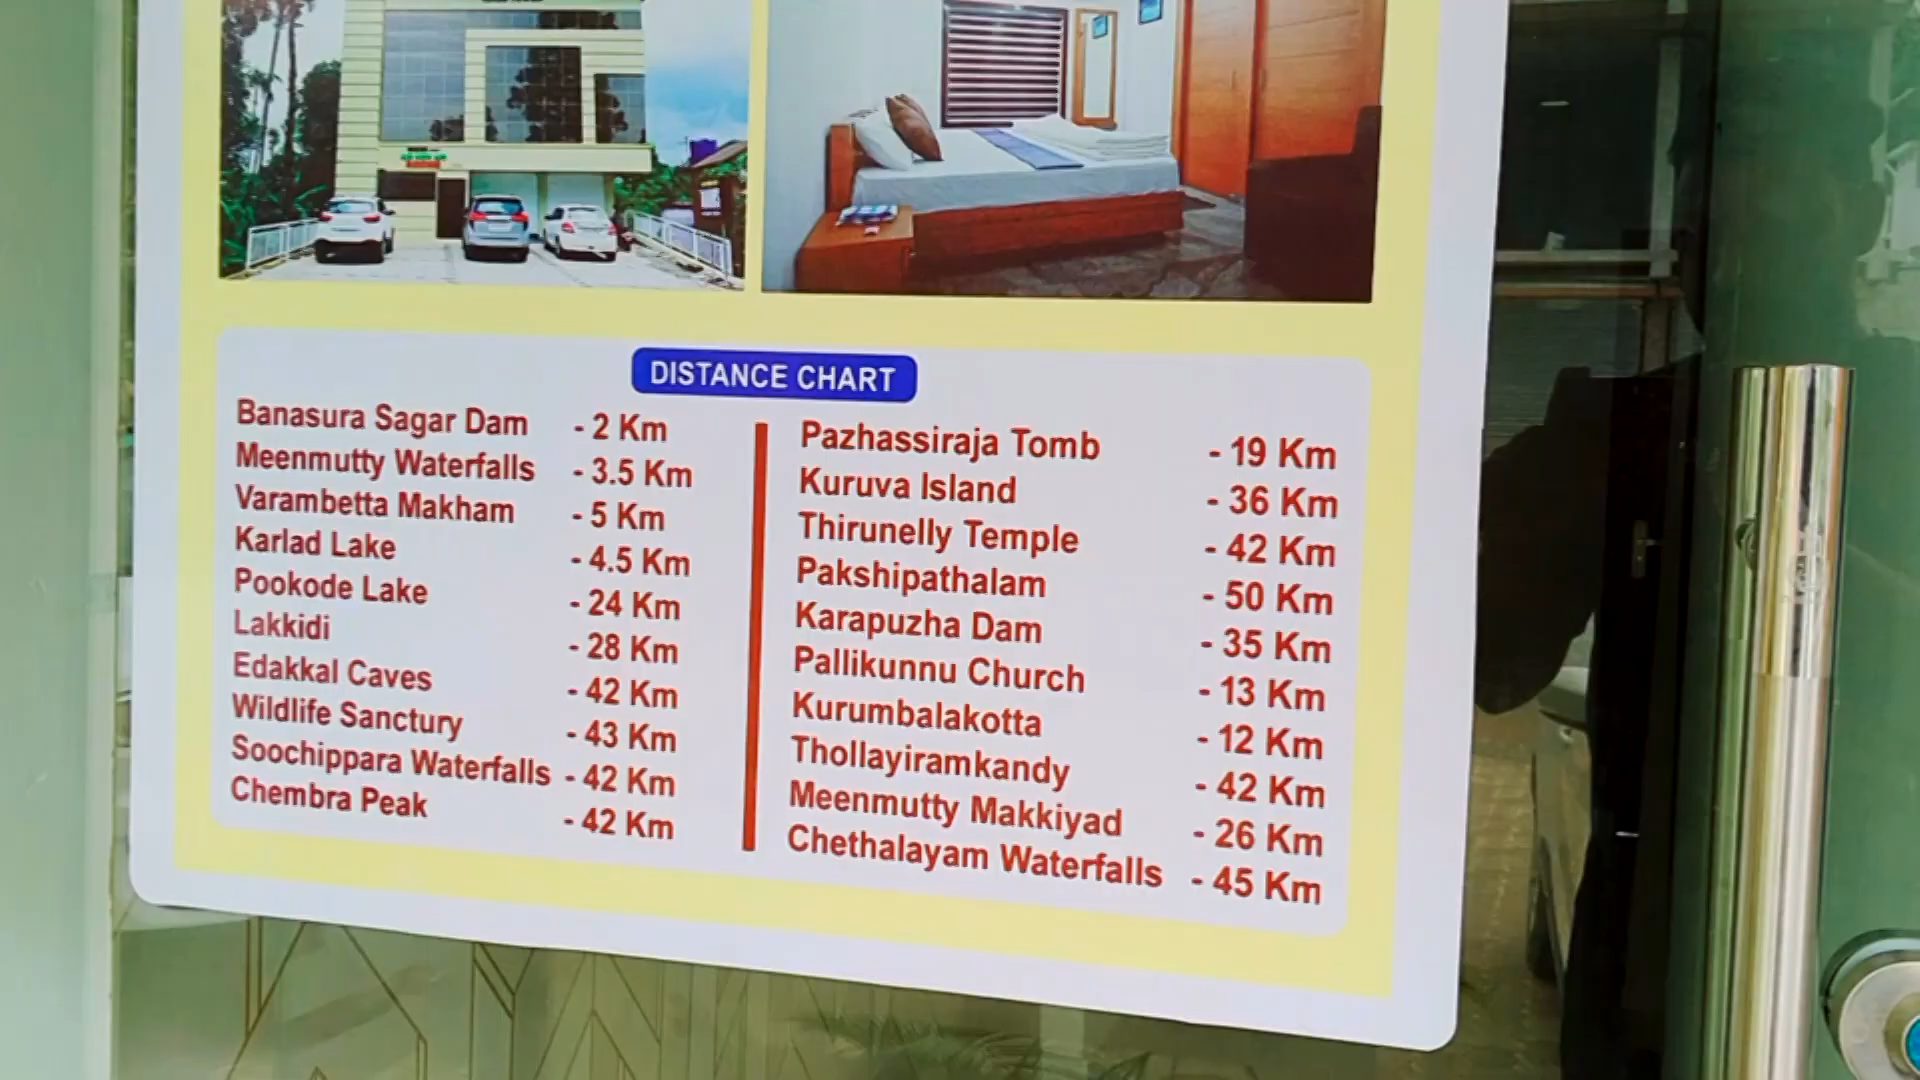 DISTANCE CHART
Banasura Sagar Dam - 2 Km
Meenmutty Waterfalls - 3.5 Km
Varambetta Makham - 5 Km
Karlad Lake - 4.5 Km
Pookode Lake - 24 Km
Lakkidi - 28 Km
Edakkal Caves - 42 Km
Wildlife Sanctury - 43 Km
Soochippara Waterfalls - 42 Km
Chembra Peak - 42 Km
Pazhassiraja Tomb - 19 Km
Kuruva Island - 36 Km
Thirunelly Temple - 42 Km
Pakshipathalam - 50 Km
Karapuzha Dam - 35 Km
Pallikunnu Church - 13 Km
Kurumbalakotta - 12 Km
Thollayiramkandy - 42 Km
Meenmutty Makkiyad - 26 Km
Chethalayam Waterfalls - 45 Km